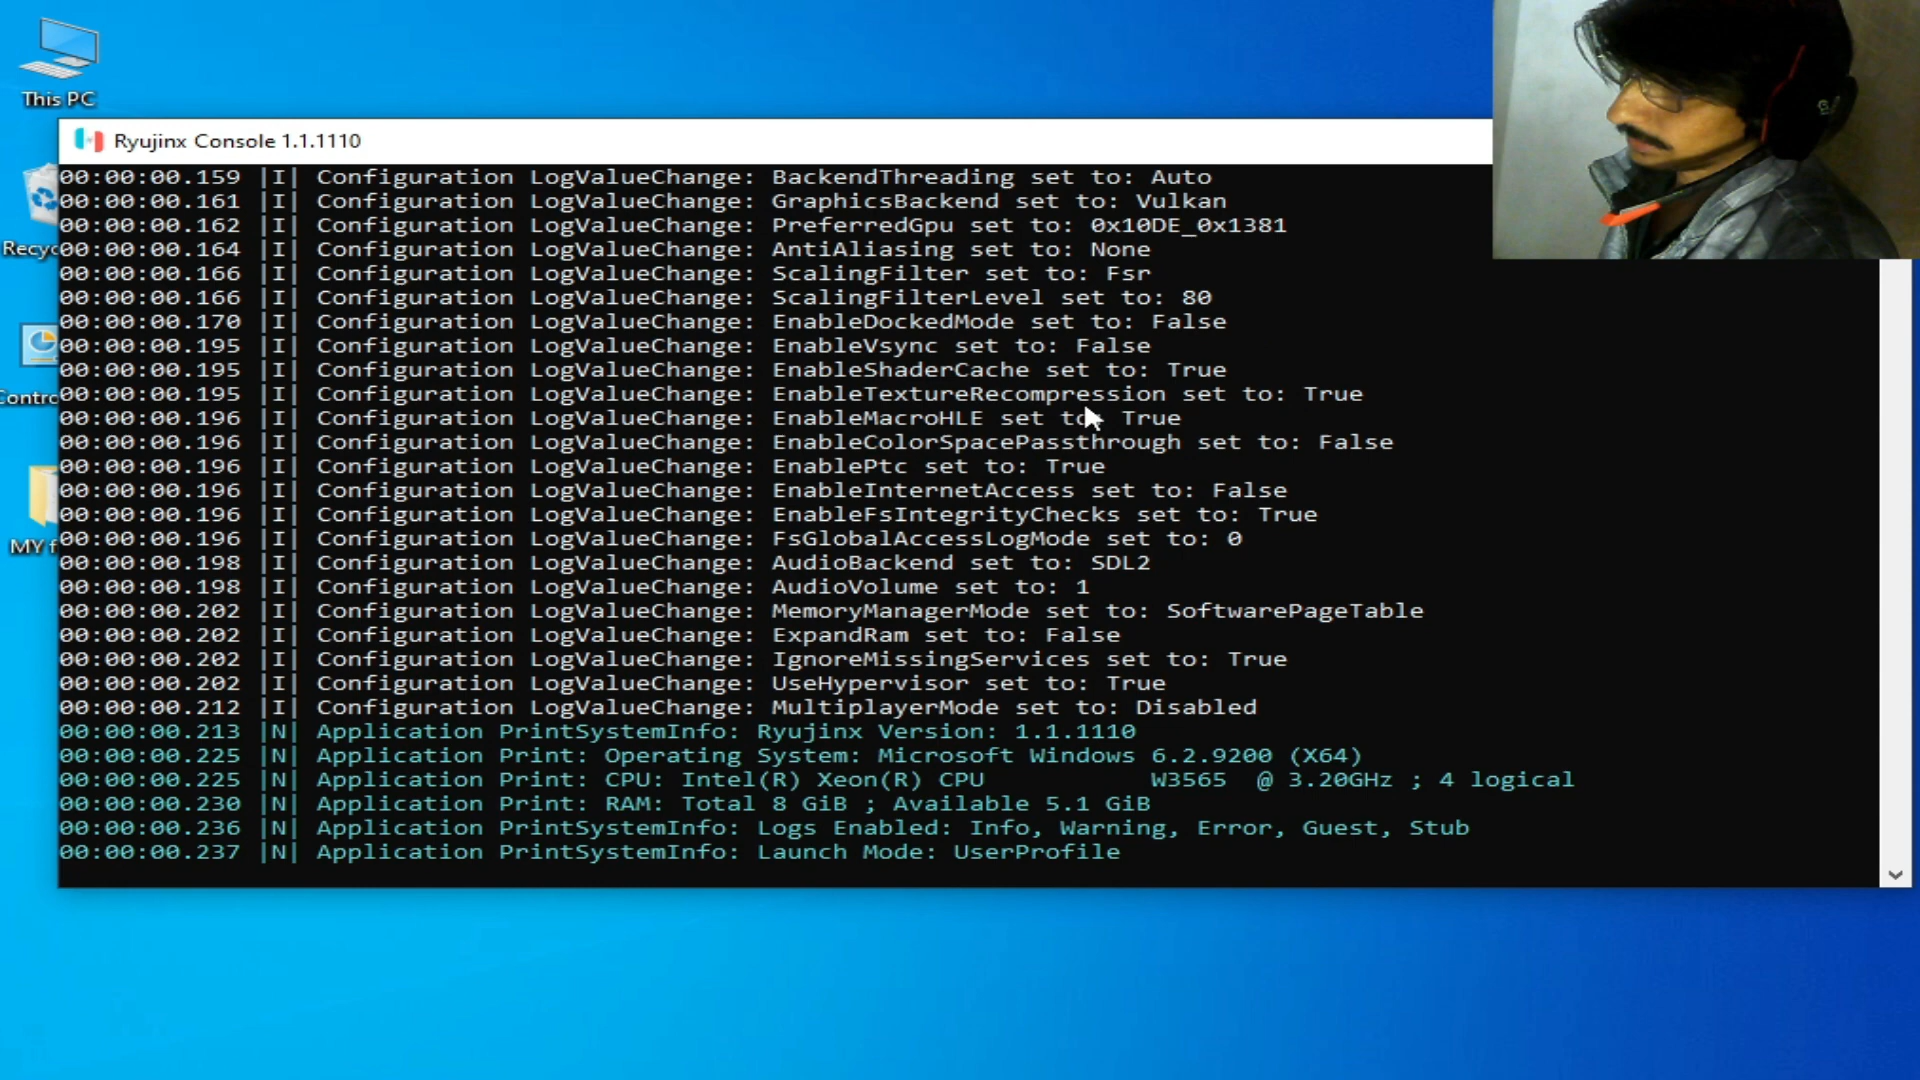 This PC
Ryujinx Console 1.1.1110
00:00:00.159 |I| Configuration LogValueChange: BackendThreading set to: Auto
00:00:00.161 |I| Configuration LogValueChange: GraphicsBackend set to: Vulkan
00:00:00.162 |I| Configuration LogValueChange: PreferredGpu set to: 0x10DE_0x1381
00:00:00.164 |I| Configuration LogValueChange: AntiAliasing set to: None
00:00:00.166 |I| Configuration LogValueChange: ScalingFilter set to: Fsr
00:00:00.166 |I| Configuration LogValueChange: ScalingFilterLevel set to: 80
00:00:00.170 |I| Configuration LogValueChange: EnableDockedMode set to: False
00:00:00.195 |I| Configuration LogValueChange: EnableVsync set to: False
00:00:00.195 |I| Configuration LogValueChange: EnableShaderCache set to: True
00:00:00.195 |I| Configuration LogValueChange: EnableTextureRecompression set to: True
00:00:00.196 |I| Configuration LogValueChange: EnableMacroHLE set to: True
00:00:00.196 |I| Configuration LogValueChange: EnableColorSpacePassthrough set to: False
00:00:00.196 |I| Configuration LogValueChange: EnablePtc set to: True
00:00:00.196 |I| Configuration LogValueChange: EnableInternetAccess set to: False
00:00:00.196 |I| Configuration LogValueChange: EnableFsIntegrityChecks set to: True
00:00:00.196 |I| Configuration LogValueChange: FsGlobalAccessLogMode set to: 0
00:00:00.198 |I| Configuration LogValueChange: AudioBackend set to: SDL2
00:00:00.198 |I| Configuration LogValueChange: AudioVolume set to: 1
00:00:00.202 |I| Configuration LogValueChange: MemoryManagerMode set to: SoftwarePageTable
00:00:00.202 |I| Configuration LogValueChange: ExpandRam set to: False
00:00:00.202 |I| Configuration LogValueChange: IgnoreMissingServices set to: True
00:00:00.202 |I| Configuration LogValueChange: UseHypervisor set to: True
00:00:00.212 |I| Configuration LogValueChange: MultiplayerMode set to: Disabled
00:00:00.213 |N| Application PrintSystemInfo: Ryujinx Version: 1.1.1110
00:00:00.225 |N| Application Print: Operating System: Microsoft Windows 6.2.9200 (X64)
00:00:00.225 |N| Application Print: CPU: Intel(R) Xeon(R) CPU W3565 @ 3.20GHz ; 4 logical
00:00:00.230 |N| Application Print: RAM: Total 8 GiB ; Available 5.1 GiB
00:00:00.236 |N| Application PrintSystemInfo: Logs Enabled: Info, Warning, Error, Guest, Stub
00:00:00.237 |N| Application PrintSystemInfo: Launch Mode: UserProfile
Recyc
Contro
MY f